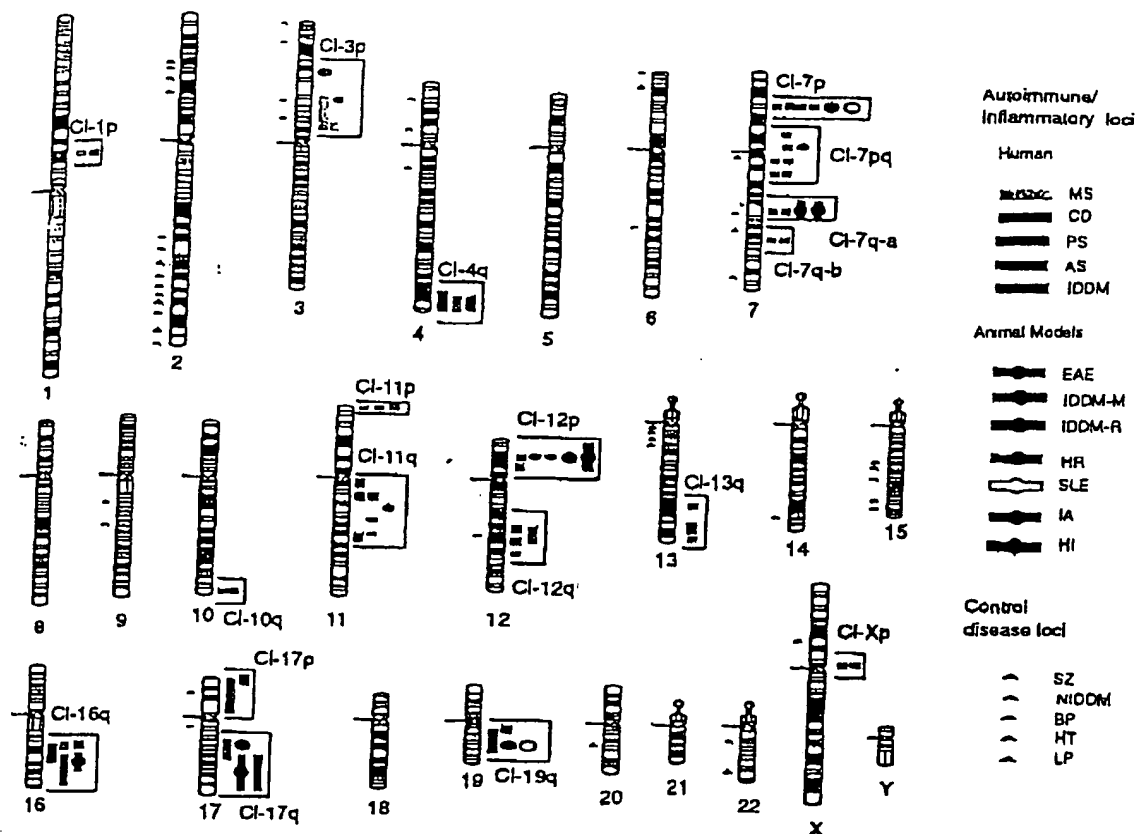 Cl-1p
1
2
Cl-3p
3
Cl-4q
4
5
6
Cl-7p
Cl-7pq
Cl-7q-a
Cl-7q-b
7
8
9
Cl-10q
10
Cl-11p
Cl-11q
11
Cl-12p
Cl-12q
12
Cl-13q
13
14
15
Cl-16q
16
Cl-17p
Cl-17q
17
18
Cl-19q
19
20
21
22
Cl-Xp
X
Y
Autoimmune/
Inflammatory loci
Human
MS
CD
PS
AS
IDDM
Animal Models
EAE
IDDM-M
IDDM-R
HR
SLE
IA
HI
Control
disease loci
SZ
NIDDM
BP
HT
LP